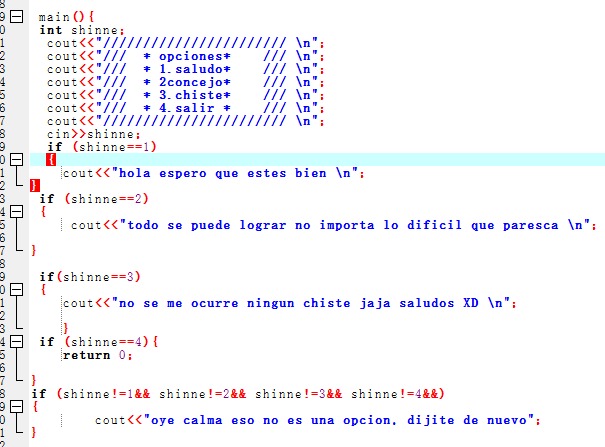 8
9 main(){
0 int shinne;
1 cout<<"/////////////////////// \n";
2 cout<<"///  * opciones*    /// \n";
3 cout<<"///  * 1.saludo*    /// \n";
4 cout<<"///  * 2concejo*    /// \n";
5 cout<<"///  * 3.chiste*    /// \n";
6 cout<<"///  * 4.salir *    /// \n";
7 cout<<"/////////////////////// \n";
8 cin>>shinne;
9 if (shinne==1)
0 {
1 cout<<"hola espero que estes bien \n";
2 }
3 if (shinne==2)
4 {
5 cout<<"todo se puede lograr no importa lo dificil que paresca \n";
6
7 }
8
9 if(shinne==3)
0 {
1 cout<<"no se me ocurre ningun chiste jaja saludos XD \n";
2
3 }
4 if (shinne==4){
5 return 0;
6
7 }
8 if (shinne!=1&& shinne!=2&& shinne!=3&& shinne!=4&&)
9 {
0 cout<<"oye calma eso no es una opcion, dijite de nuevo";
1 }
2